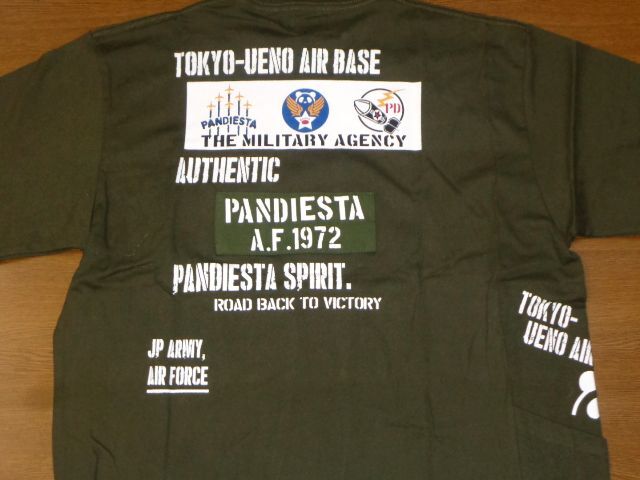 TOKYO-UENO AIR BASE
PANDIESTA
PD
THE MILITARY AGENCY
AUTHENTIC
PANDIESTA
A.F.1972
PANDIESTA SPIRIT.
ROAD BACK TO VICTORY
JP ARMY,
AIR FORCE
TOKYO-
UENO AIR